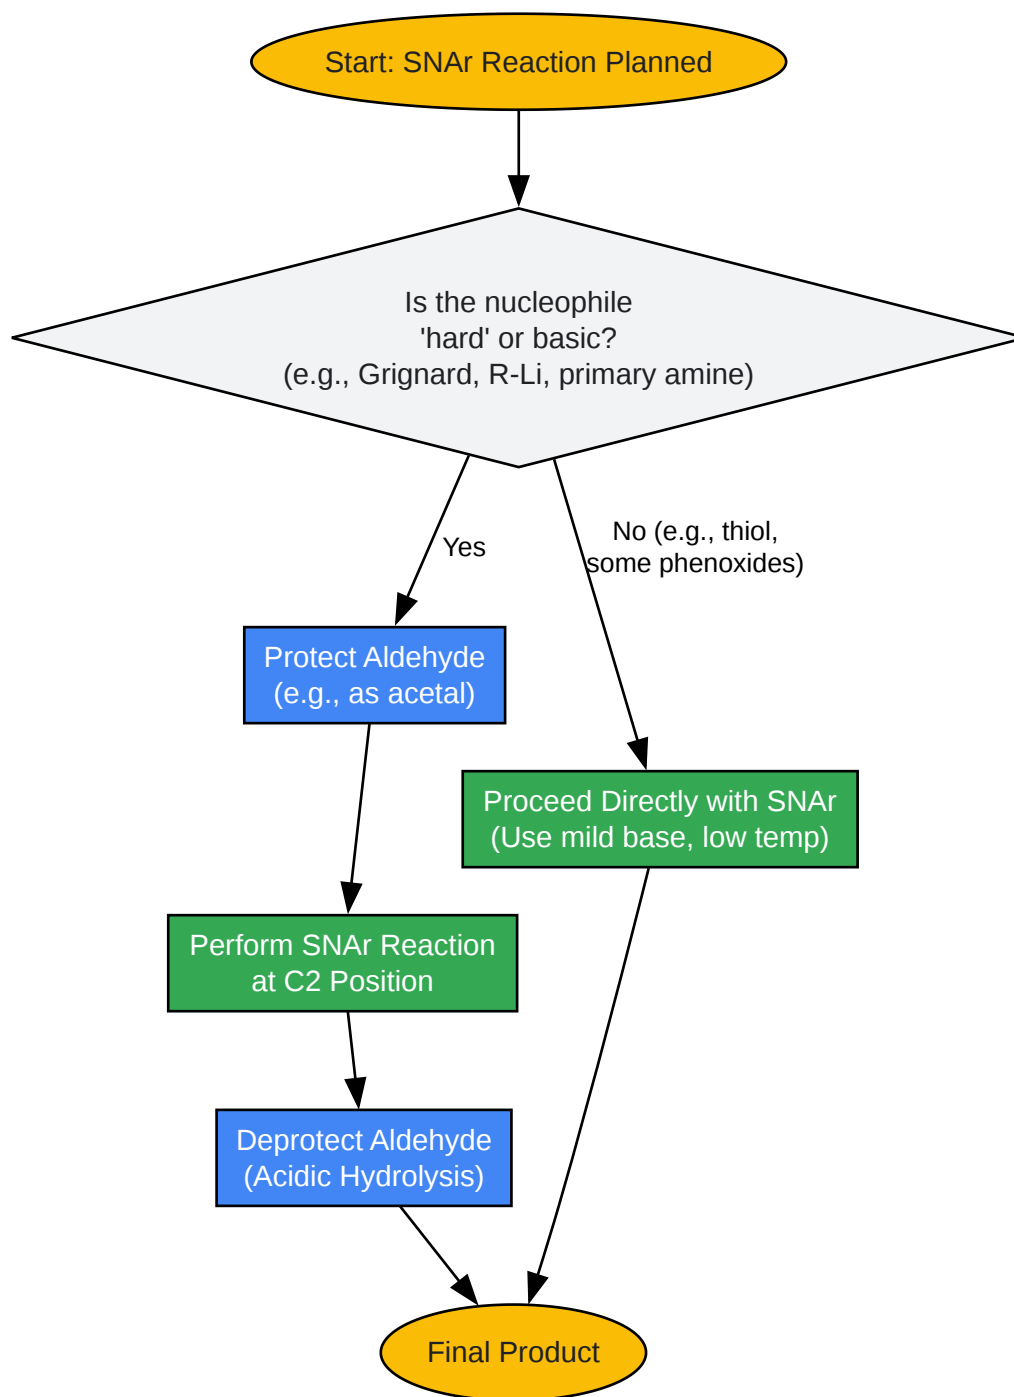 Start: SNAr Reaction Planned
Is the nucleophile
'hard' or basic?
(e.g., Grignard, R-Li, primary amine)
Yes
No (e.g., thiol,
some phenoxides)
Protect Aldehyde
(e.g., as acetal)
Proceed Directly with SNAr
(Use mild base, low temp)
Perform SNAr Reaction
at C2 Position
Deprotect Aldehyde
(Acidic Hydrolysis)
Final Product